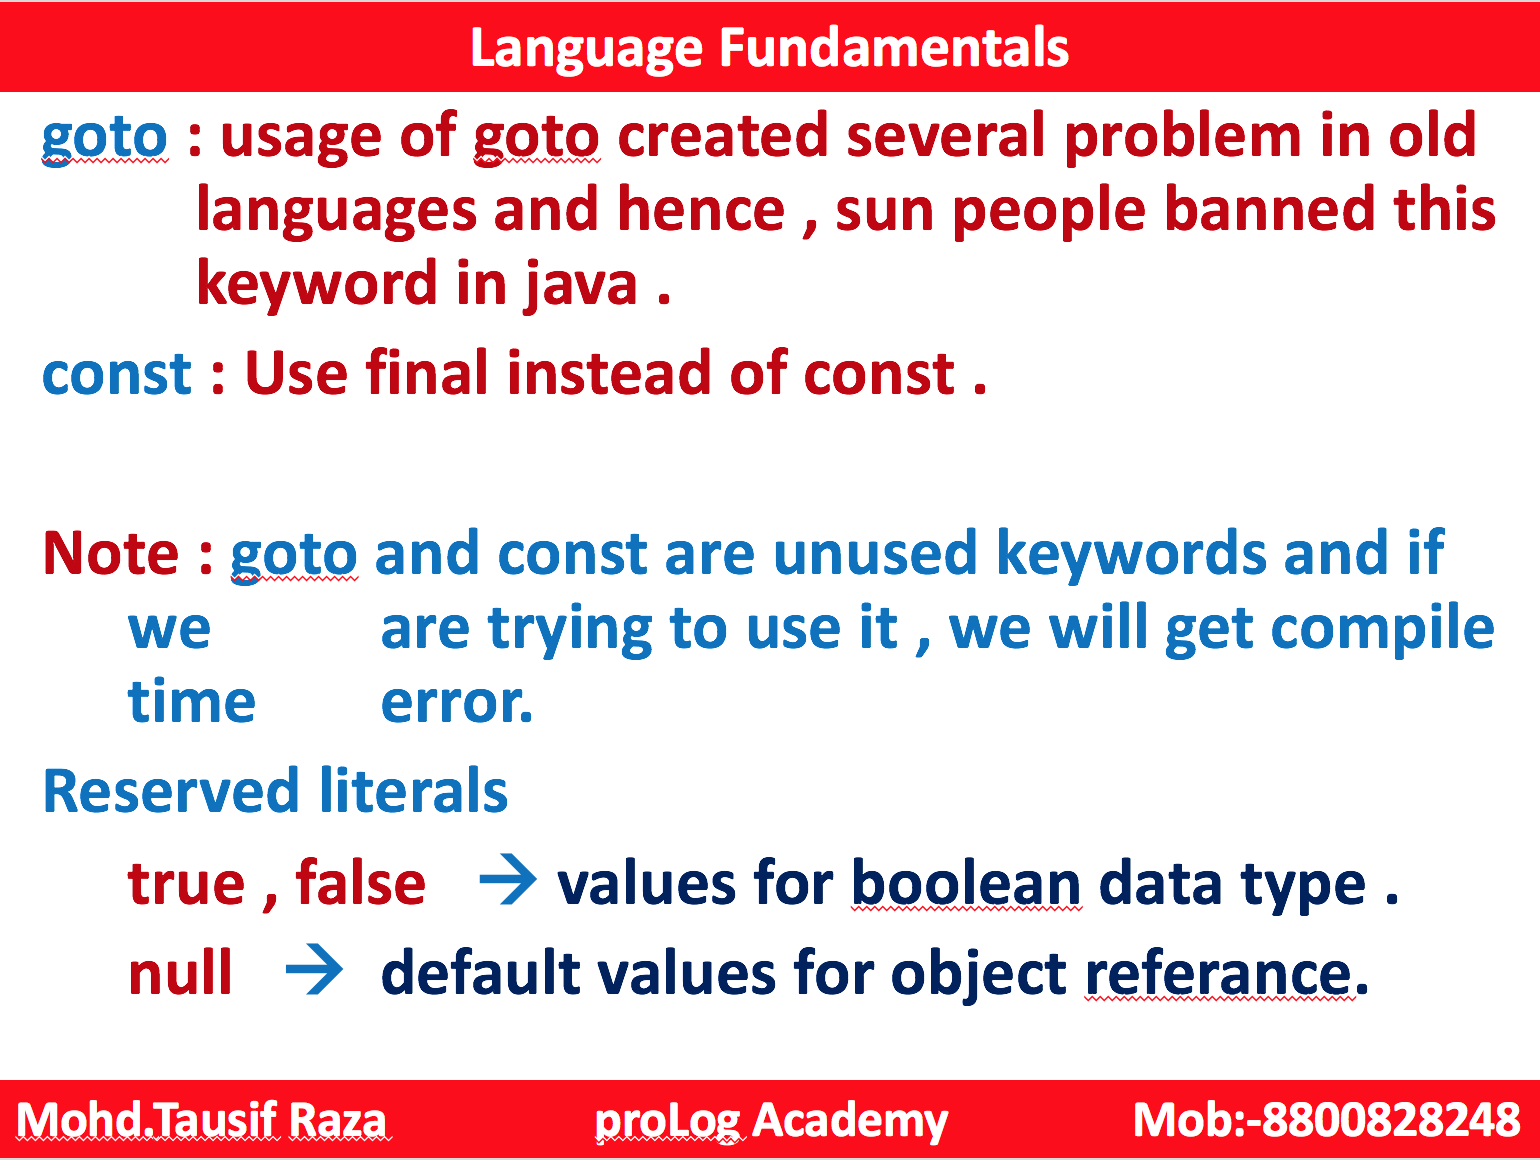 Language Fundamentals
goto : usage of goto created several problem in old
languages and hence , sun people banned this
keyword in java .
const : Use final instead of const .
Note : goto and const are unused keywords and if
we are trying to use it , we will get compile
time error.
Reserved literals
true , false → values for boolean data type .
null → default values for object referance.
Mohd.Tausif Raza proLog Academy Mob:-8800828248